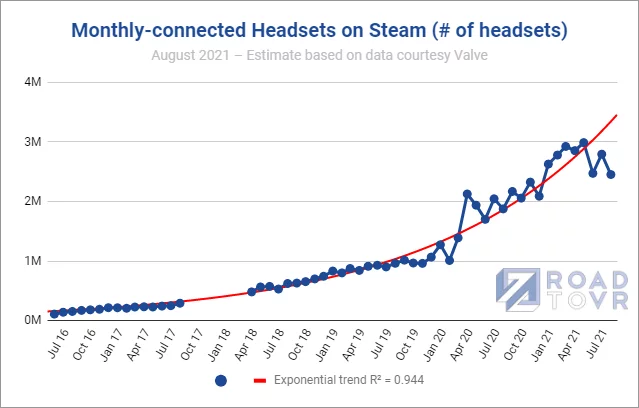 Monthly-connected Headsets on Steam (# of headsets)
August 2021 – Estimate based on data courtesy Valve
4M
3M
2M
1M
0M
Jul 16
Oct 16
Jan 17
Apr 17
Jul 17
Oct 17
Jan 18
Apr 18
Jul 18
Oct 18
Jan 19
Apr 19
Jul 19
Oct 19
Jan 20
Apr 20
Jul 20
Oct 20
Jan 21
Apr 21
Jul 21
ROAD
TOVR
Exponential trend R² = 0.944